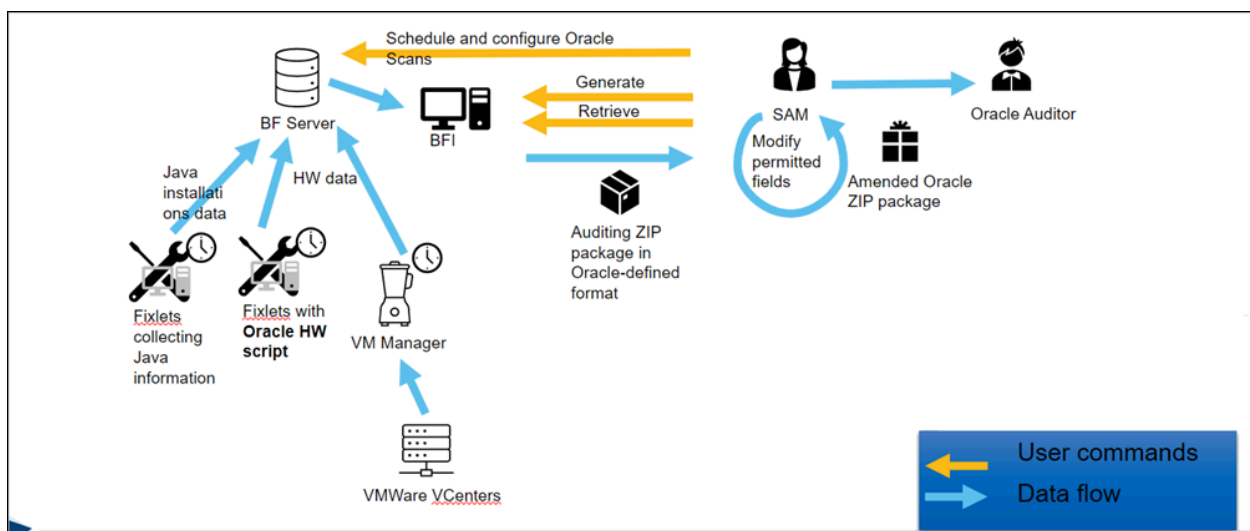 Schedule and configure Oracle
Scans
Generate
Retrieve
BF Server
BFI
SAM
Oracle Auditor
Modify
permitted
fields
Amended Oracle
ZIP package
Java
installati
ons data
HW data
Auditing ZIP
package in
Oracle-defined
format
Fixlets
collecting
Java
information
Fixlets with
Oracle HW
script
VM Manager
VMWare VCenters
User commands
Data flow